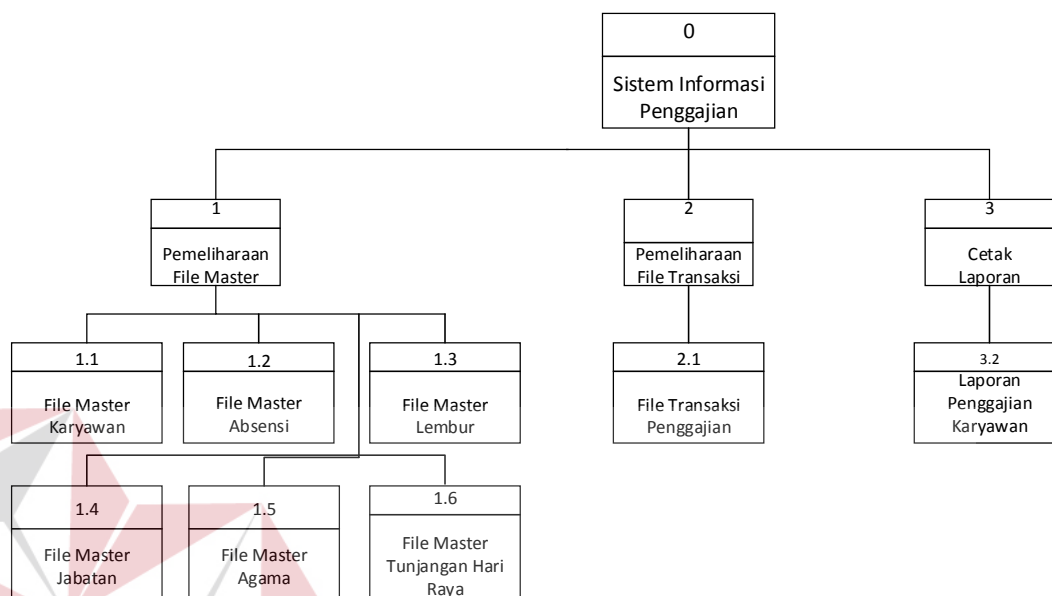 0
Sistem Informasi
Penggajian
1
Pemeliharaan
File Master
2
Pemeliharaan
File Transaksi
3
Cetak
Laporan
1.1
File Master
Karyawan
1.2
File Master
Absensi
1.3
File Master
Lembur
2.1
File Transaksi
Penggajian
3.2
Laporan
Penggajian
Karyawan
1.4
File Master
Jabatan
1.5
File Master
Agama
1.6
File Master
Tunjangan Hari
Raya